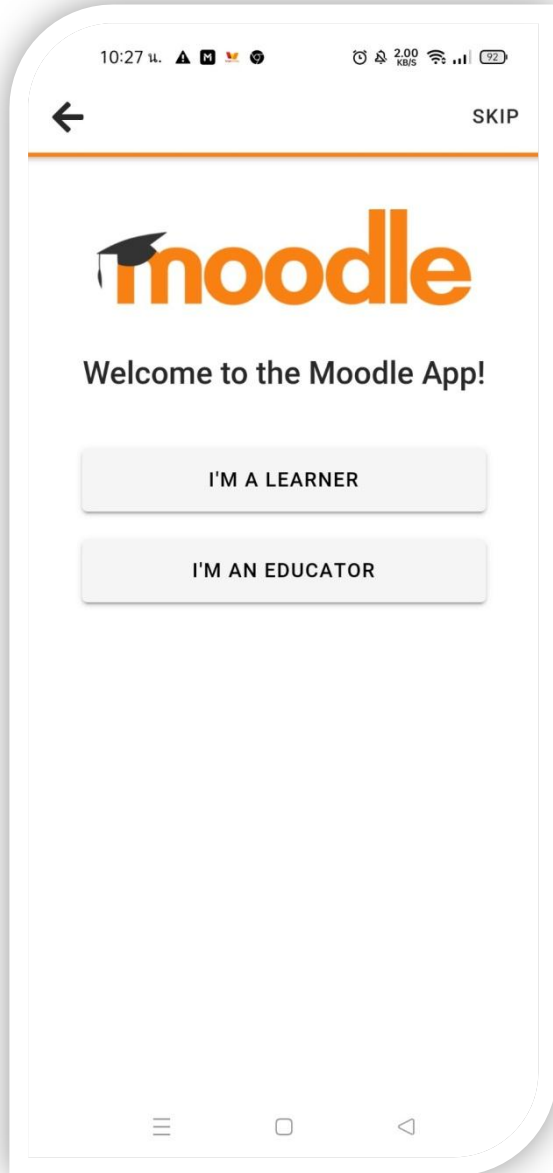 10:27 น.
2.00
KB/S
92
SKIP
moodle
Welcome to the Moodle App!
I'M A LEARNER
I'M AN EDUCATOR